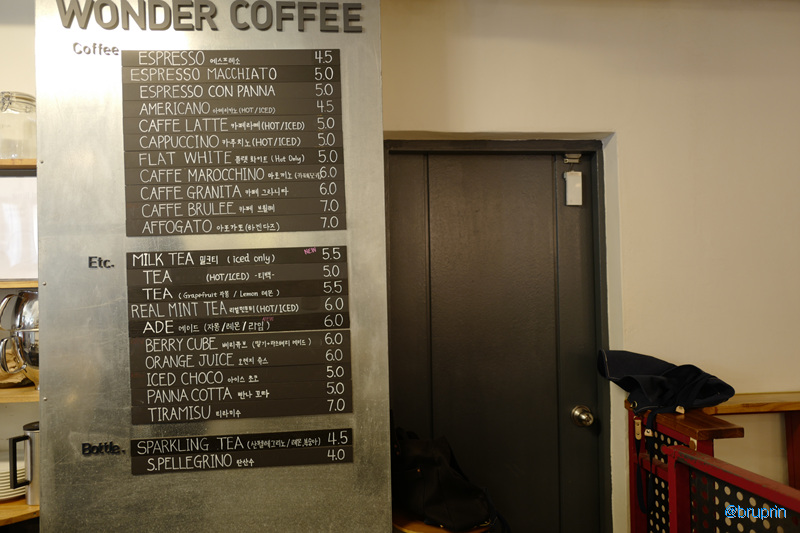 WONDER COFFEE
Coffee
ESPRESSO 에스프레소 4.5
ESPRESSO MACCHIATO 5.0
ESPRESSO CON PANNA 5.0
AMERICANO 아메리카노 (HOT/ICED) 4.5
CAFFE LATTE 카페라떼 (HOT/ICED) 5.0
CAPPUCCINO 카푸치노 (HOT/ICED) 5.0
FLAT WHITE 플랫 화이트 (Hot Only) 5.0
CAFFE MAROCCHINO 마로끼노 6.0
CAFFE GRANITA 카페 그라니따 6.0
CAFFE BRULEE 카페 브륄레 7.0
AFFOGATO 아포가토 (하겐다즈) 7.0
Etc.
MILK TEA 밀크티 (iced only) NEW 5.5
TEA (HOT/ICED) -티백- 5.0
TEA (Grapefruit 자몽 / Lemon 레몬) 5.5
REAL MINT TEA 리얼민트티 (HOT/ICED) 6.0
ADE 에이드 (자몽/레몬/라임) 6.0
BERRY CUBE 베리큐브 6.0
ORANGE JUICE 오렌지 쥬스 6.0
ICED CHOCO 아이스 초코 5.0
PANNA COTTA 판나 꼬따 5.0
TIRAMISU 티라미수 7.0
Bottle.
SPARKLING TEA 4.5
S.PELLEGRINO 탄산수 4.0
@bruprin